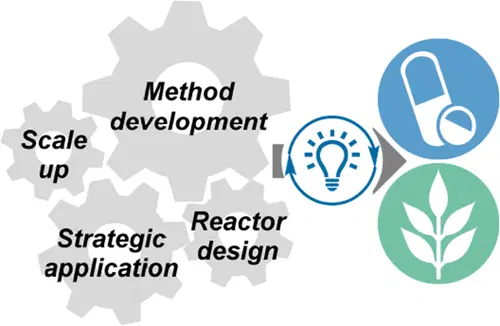 Method
development
Scale
up
Strategic
application
Reactor
design